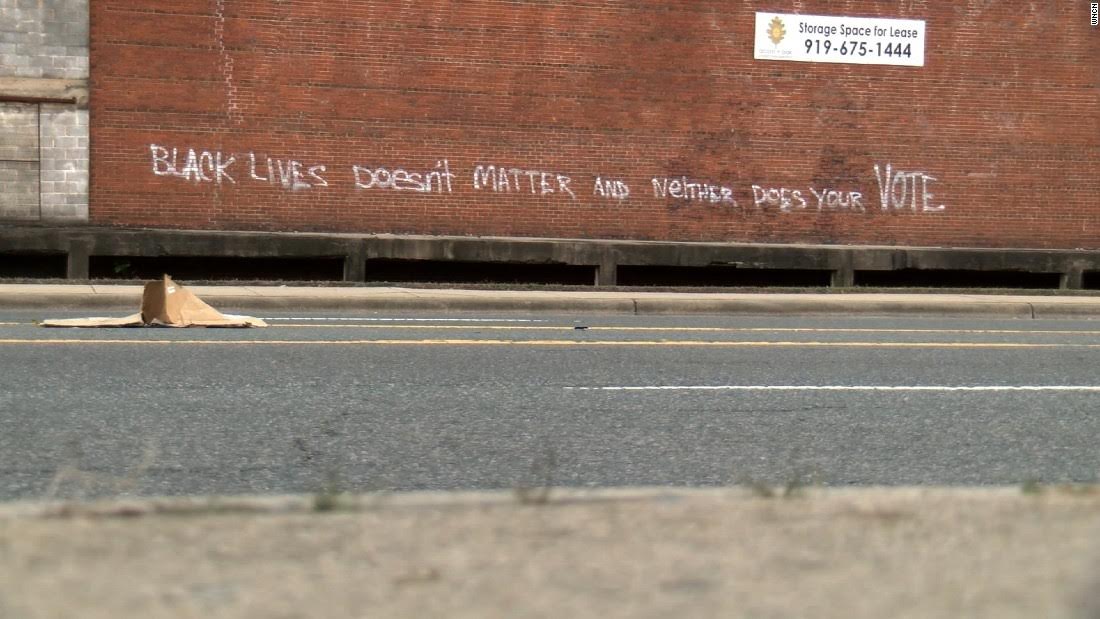 Storage Space for Lease
919-675-1444
BLACK LIVES Doesn't MATTER AND NeITHER DOES YOUR VOTE
WNCN